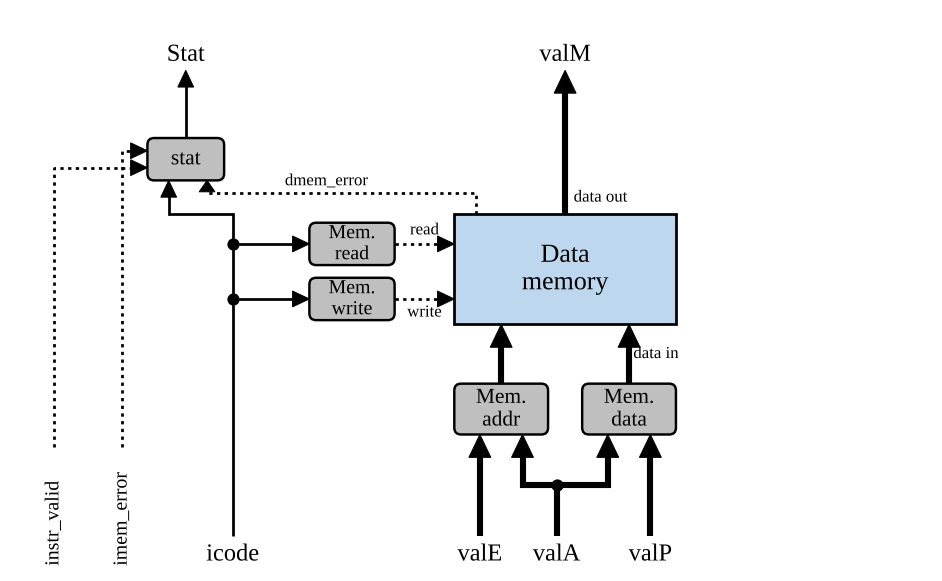 Stat
valM
stat
dmem_error
data out
Mem.
read
read
Data
memory
Mem.
write
write
data in
Mem.
addr
Mem.
data
instr_valid
imem_error
icode
valE
valA
valP